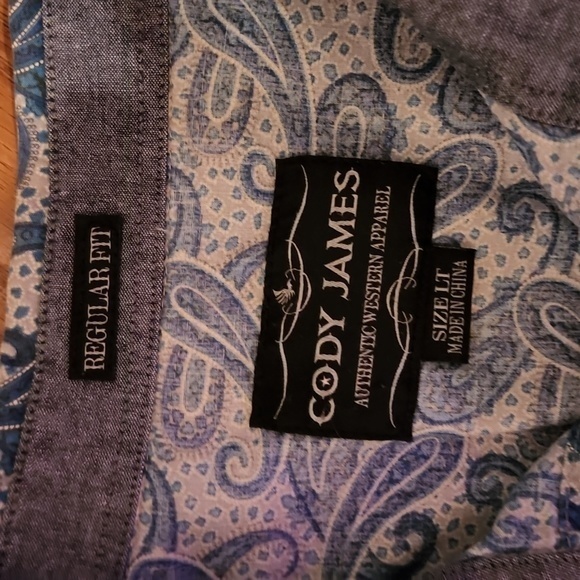 REGULAR FIT
CODY JAMES
AUTHENTIC WESTERN APPAREL
SIZE LT
MADE IN CHINA